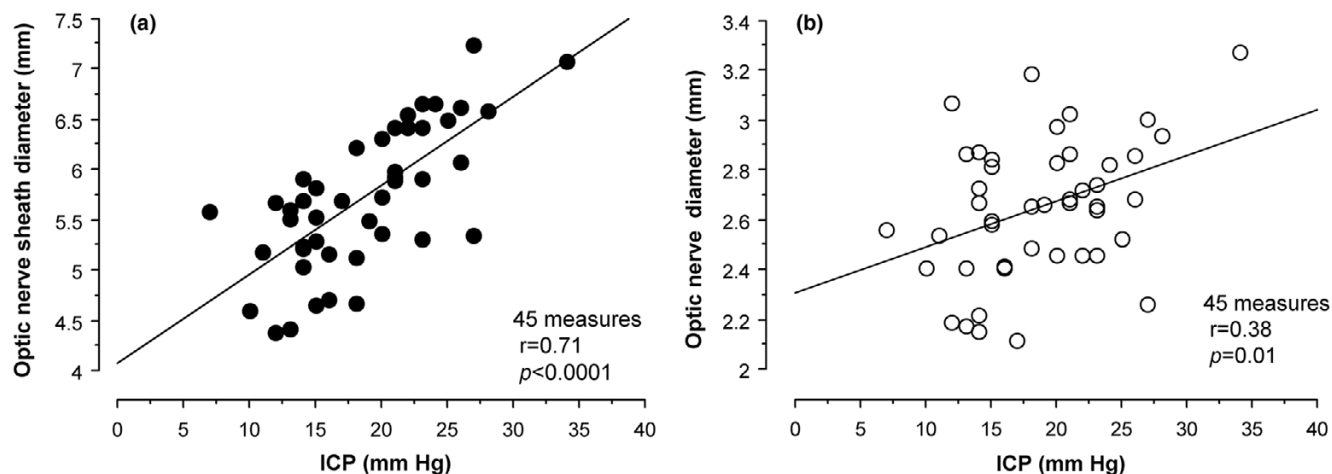 (a)
Optic nerve sheath diameter (mm)
7.5
7
6.5
6
5.5
5
4.5
4
45 measures
r=0.71
p<0.0001
0 5 10 15 20 25 30 35 40
ICP (mm Hg)
(b)
Optic nerve diameter (mm)
3.4
3.2
3
2.8
2.6
2.4
2.2
2
45 measures
r=0.38
p=0.01
0 5 10 15 20 25 30 35 40
ICP (mm Hg)